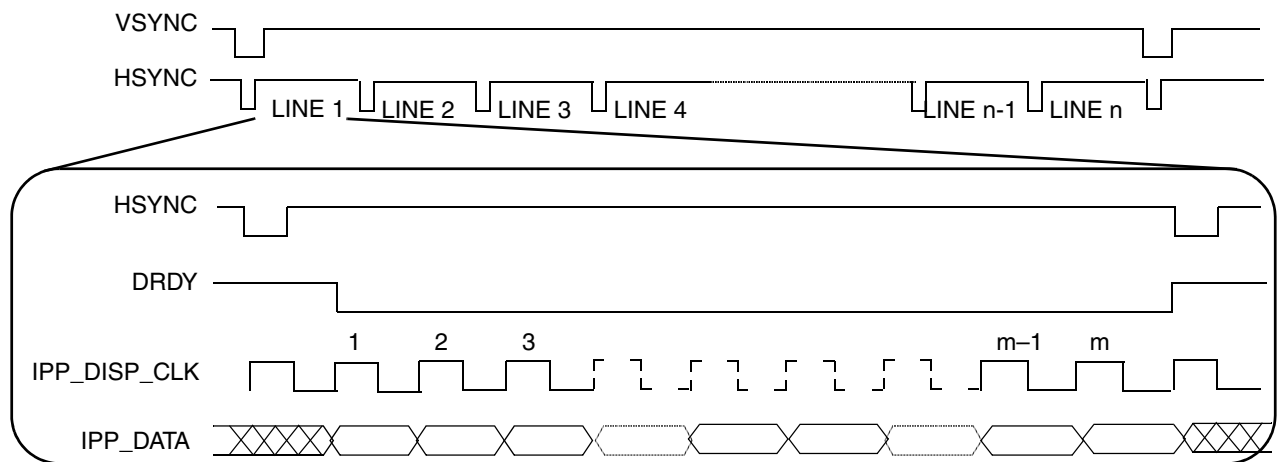 VSYNC
HSYNC
LINE 1 LINE 2 LINE 3 LINE 4 LINE n-1 LINE n
HSYNC
DRDY
1 2 3 m–1 m
IPP_DISP_CLK
IPP_DATA